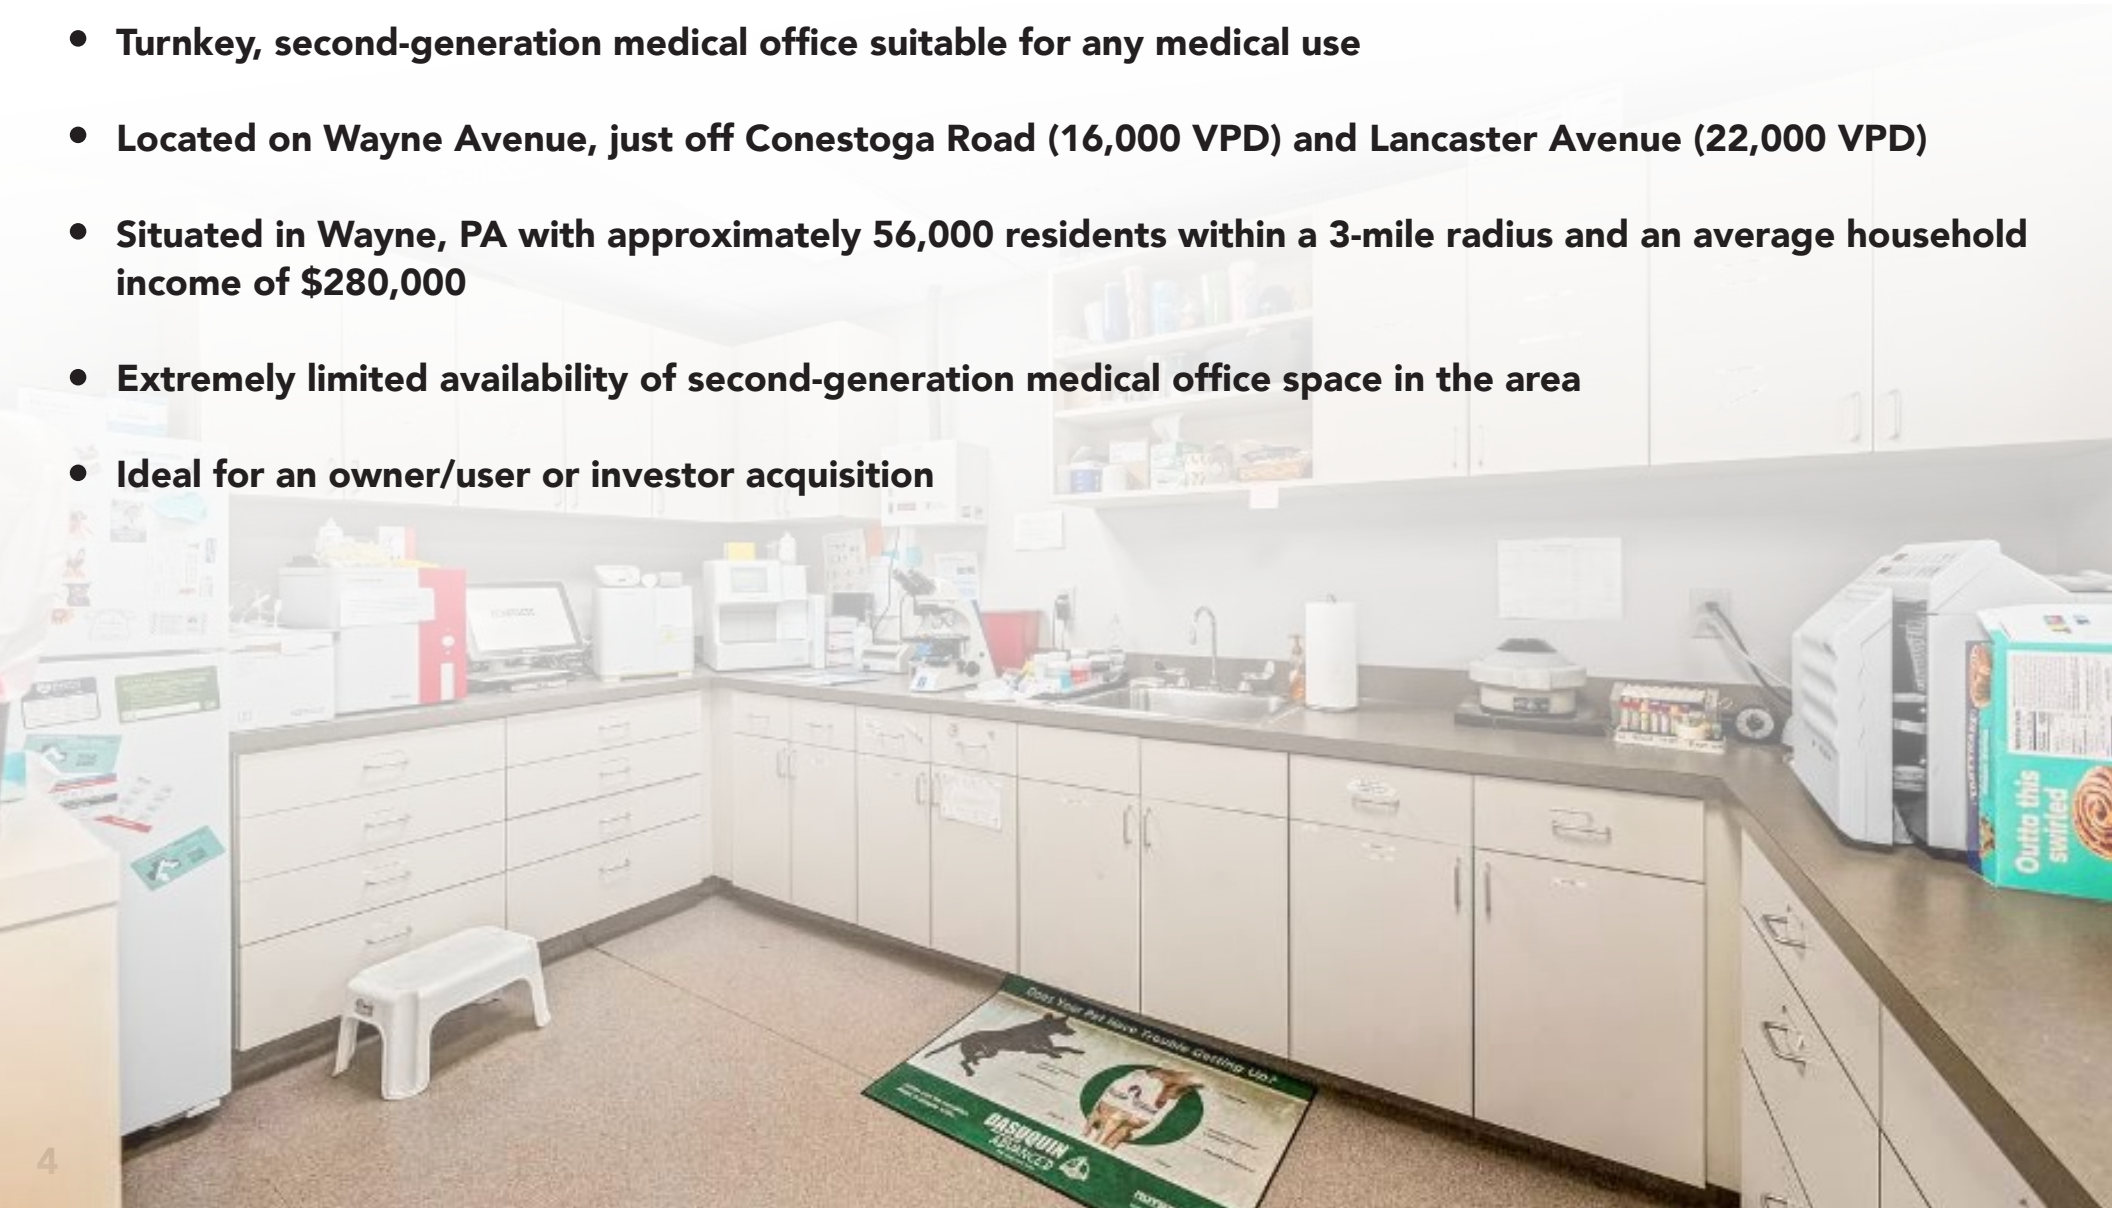 • Turnkey, second-generation medical office suitable for any medical use
• Located on Wayne Avenue, just off Conestoga Road (16,000 VPD) and Lancaster Avenue (22,000 VPD)
• Situated in Wayne, PA with approximately 56,000 residents within a 3-mile radius and an average household
income of $280,000
• Extremely limited availability of second-generation medical office space in the area
• Ideal for an owner/user or investor acquisition
Outta this
swirled
Does Your Pet Have Trouble Getting Up?
DASUQUIN
ADVANCED
4